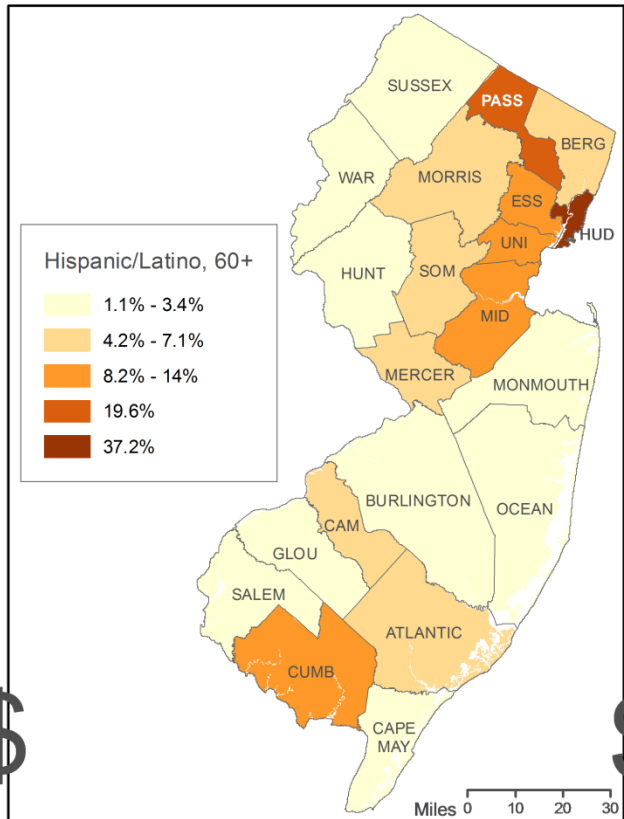 SUSSEX
PASS
BERG
WAR
MORRIS
ESS
HUD
UNI
HUNT
SOM
MID
MERCER
MONMOUTH
Hispanic/Latino, 60+
1.1% - 3.4%
4.2% - 7.1%
8.2% - 14%
19.6%
37.2%
BURLINGTON
OCEAN
CAM
GLOU
SALEM
ATLANTIC
CUMB
CAPE
MAY
$
Miles 0 10 20 30